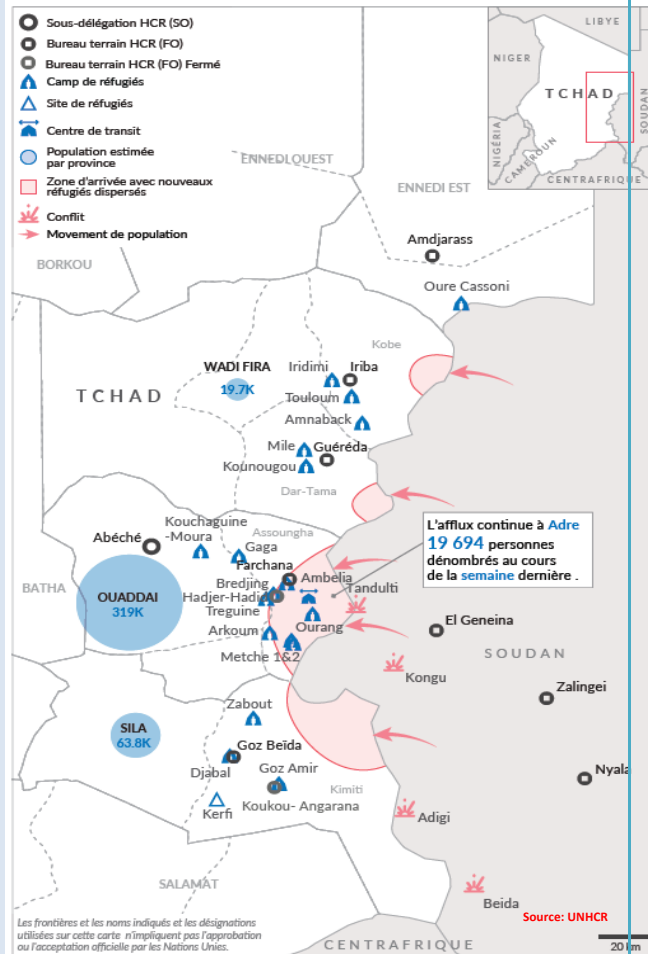 Sous-délégation HCR (SO)
Bureau terrain HCR (FO)
Bureau terrain HCR (FO) Fermé
Camp de réfugiés
Site de réfugiés
Centre de transit
Population estimée
par province
Zone d'arrivée avec nouveaux
réfugiés dispersés
Conflit
Movement de population
LIBYE
NIGER
TCHAD
SOUDAN
NIGÉRIA
CAMEROUN
CENTRAFRIQUE
ENNEDI OUEST
ENNEDI EST
BORKOU
Amdjarass
Oure Cassoni
Kobe
WADI FIRA
19.7K
Iridimi
Iriba
TCHAD
Touloum
Amnaback
Mile
Guéréda
Kounougou
Dar-Tama
Kouchaguine
-Moura
Abéché
Assoungha
Gaga
Farchana
L'afflux continue à Adre
19 694 personnes
dénombrés au cours
de la semaine dernière .
BATHA
OUADDAI
319K
Bredjing
Ambelia
Hadjer-Hadid
Tandulti
Treguine
Arkoum
Ourang
Metche 1&2
El Geneina
SOUDAN
Kongu
Zalingei
Zabout
SILA
63.8K
Goz Beïda
Djabal
Goz Amir
Nyala
Kimiti
Koukou- Angarana
Kerfi
Adigi
SALAMAT
Beida
Source: UNHCR
Les frontières et les noms indiqués et les désignations
utilisées sur cette carte n'impliquent pas l'approbation
ou l'acceptation officielle par les Nations Unies.
CENTRAFRIQUE
20 km